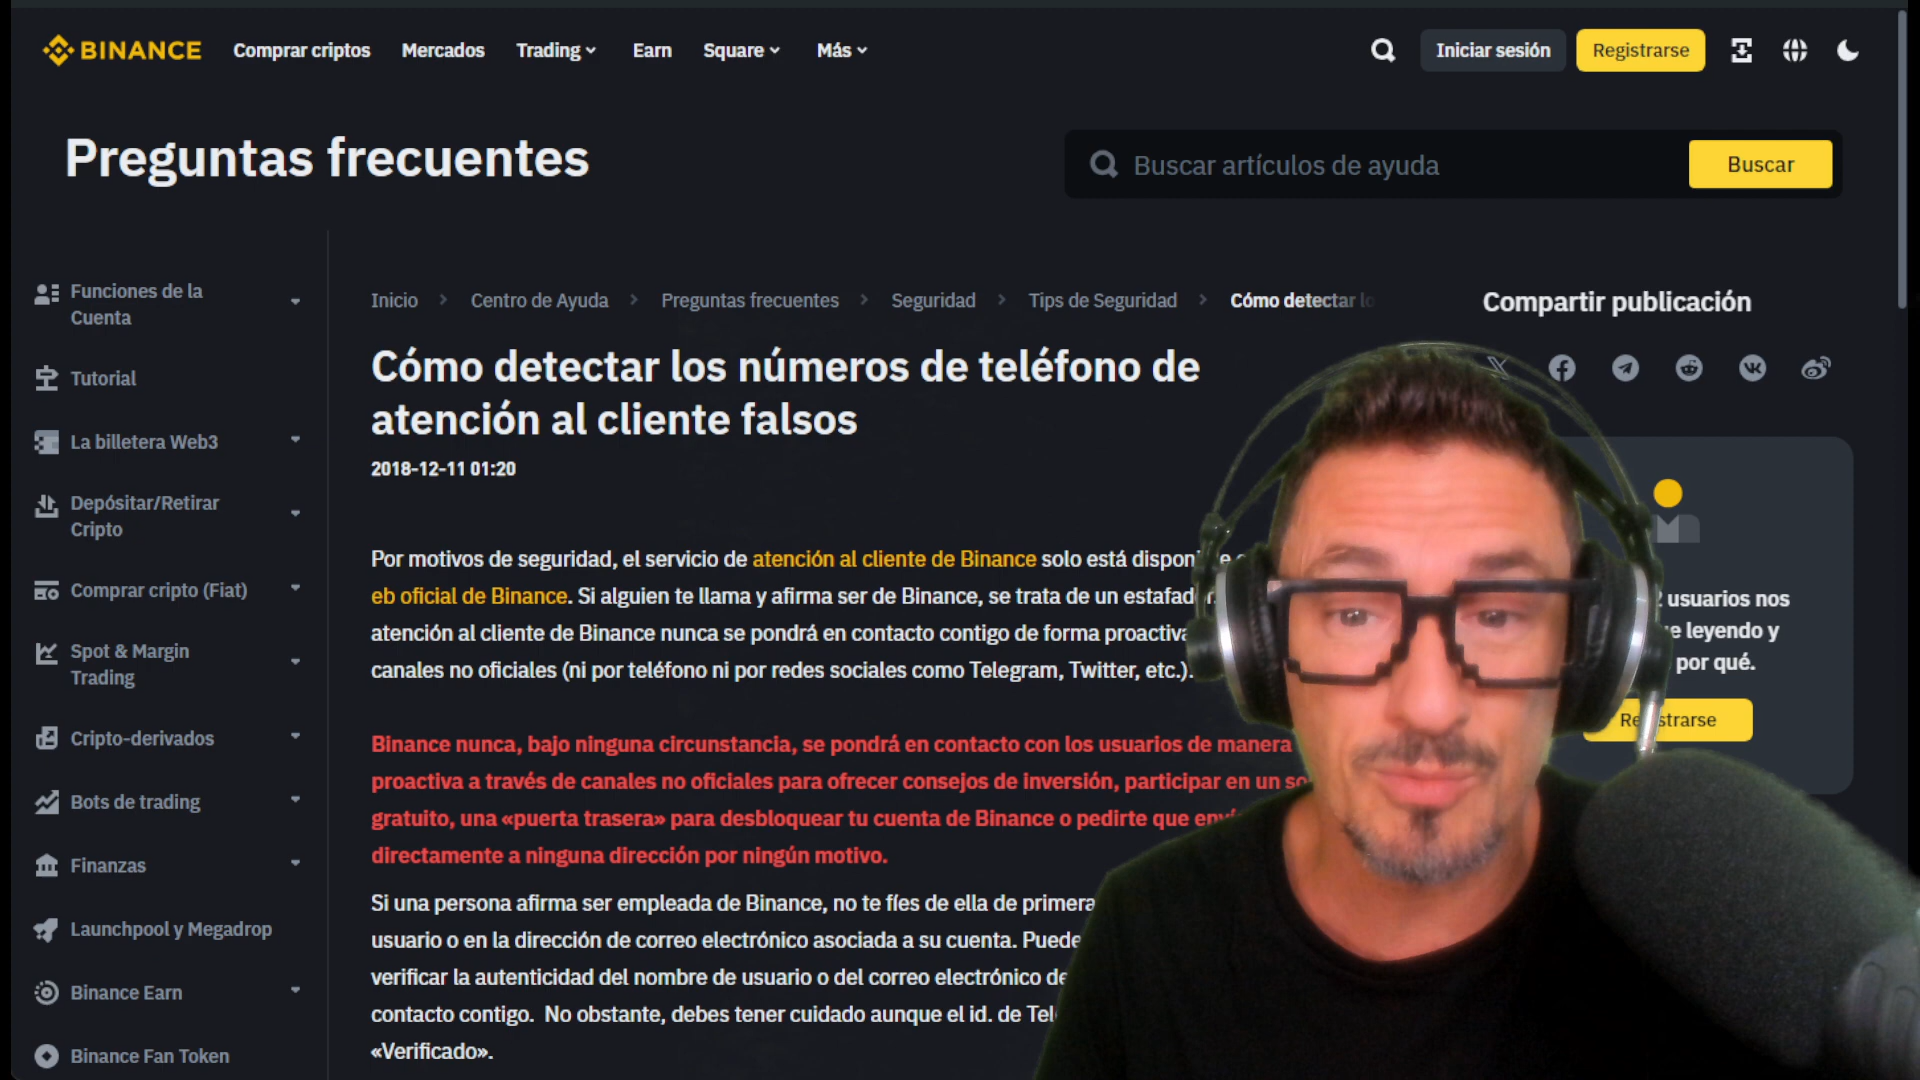 BINANCE Comprar criptos Mercados Trading Earn Square Más Iniciar sesión Registrarse
Preguntas frecuentes
Buscar artículos de ayuda Buscar
Funciones de la
Cuenta
Tutorial
La billetera Web3
Depósitar/Retirar
Cripto
Comprar cripto (Fiat)
Spot & Margin
Trading
Cripto-derivados
Bots de trading
Finanzas
Launchpool y Megadrop
Binance Earn
Binance Fan Token
Inicio Centro de Ayuda Preguntas frecuentes Seguridad Tips de Seguridad Cómo detectar lo
Cómo detectar los números de teléfono de
atención al cliente falsos
2018-12-11 01:20
Por motivos de seguridad, el servicio de atención al cliente de Binance solo está
eb oficial de Binance. Si alguien te llama y afirma ser de Binance, se trata de un
atención al cliente de Binance nunca se pondrá en contacto contigo de forma
canales no oficiales (ni por teléfono ni por redes sociales como Telegram, Twitter, etc.).
Binance nunca, bajo ninguna circunstancia, se pondrá en contacto con los usuarios de manera
proactiva a través de canales no oficiales para ofrecer consejos de inversión, participar en un
gratuito, una «puerta trasera» para desbloquear tu cuenta de Binance o pedirte que
directamente a ninguna dirección por ningún motivo.
Si una persona afirma ser empleada de Binance, no te fíes de ella de primera
usuario o en la dirección de correo electrónico asociada a su cuenta. Puede
verificar la autenticidad del nombre de usuario o del correo electrónico de
contacto contigo. No obstante, debes tener cuidado aunque el id. de
«Verificado».
Compartir publicación
usuarios nos
leyendo y
por qué.